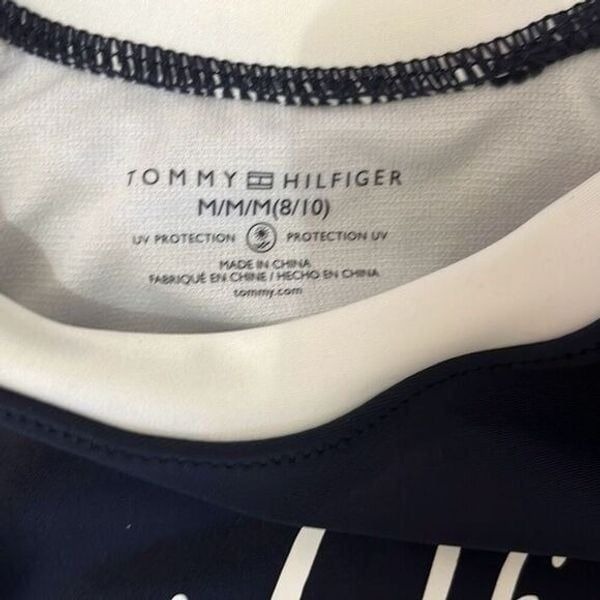 TOMMY HILFIGER
M/M/M(8/10)
UV PROTECTION PROTECTION UV
MADE IN CHINA
FABRIQUÉ EN CHINE / HECHO EN CHINA
tommy.com